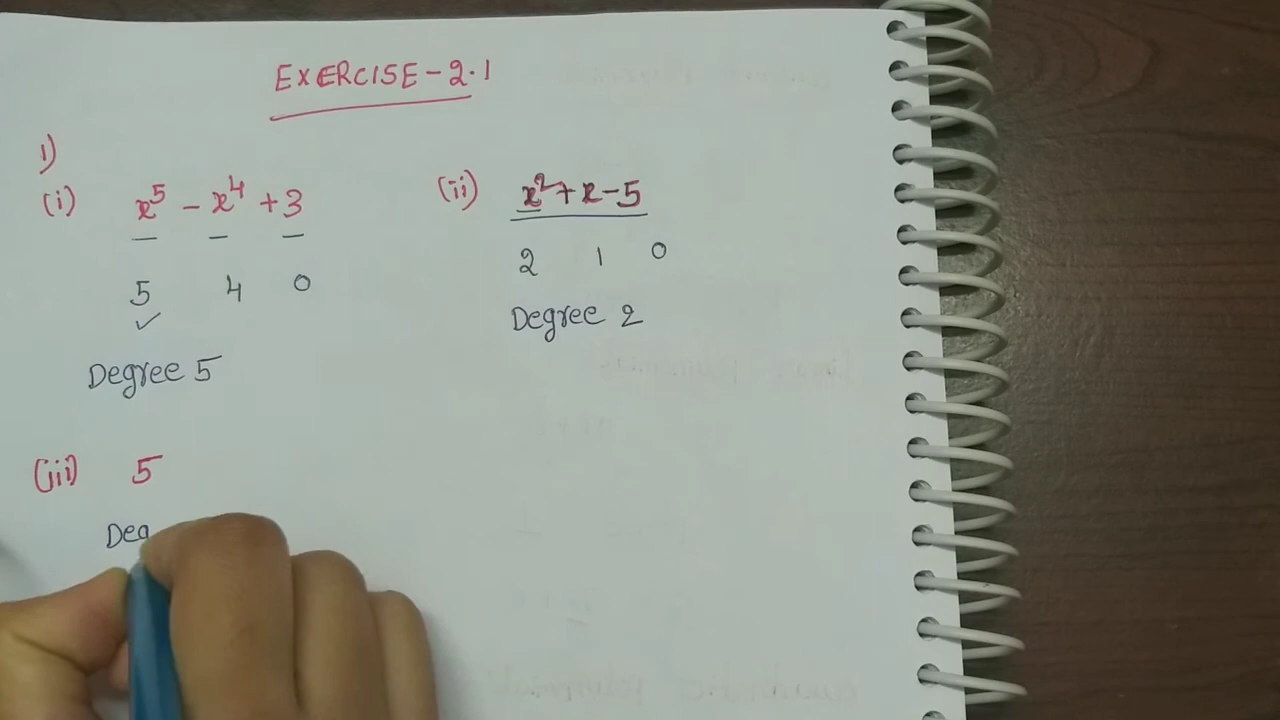 EXERCISE-2.1
1)
(i) x⁵ - x⁴ + 3
5 4 0
✓
Degree 5
(ii) x² + x - 5
2 1 0
Degree 2
(iii) 5
Deg